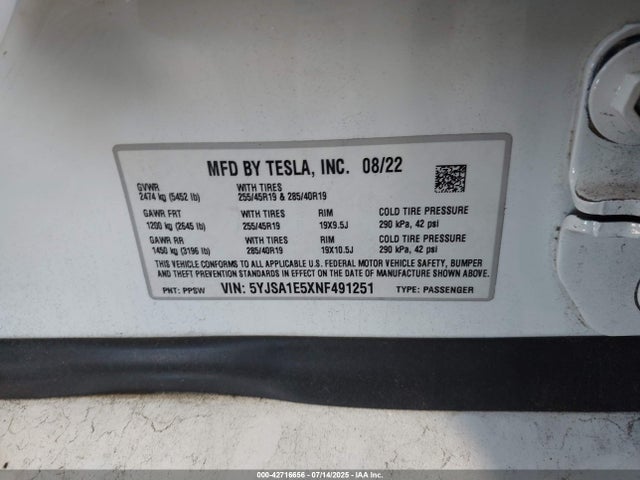 MFD BY TESLA, INC. 08/22
GVWR WITH TIRES
2474 kg (5452 lb) 255/45R19 & 285/40R19
GAWR FRT WITH TIRES RIM COLD TIRE PRESSURE
1200 kg (2645 lb) 255/45R19 19X9.5J 290 kPa, 42 psi
GAWR RR WITH TIRES RIM COLD TIRE PRESSURE
1450 kg (3196 lb) 285/40R19 19X10.5J 290 kPa, 42 psi
THIS VEHICLE CONFORMS TO ALL APPLICABLE U.S. FEDERAL MOTOR VEHICLE SAFETY, BUMPER
AND THEFT PREVENTION STANDARDS IN EFFECT ON THE DATE OF MANUFACTURE SHOWN ABOVE.
PNT: PPSW VIN: 5YJSA1E5XNF491251 TYPE: PASSENGER
000-42716656 - 07/14/2025 - IAA Corp.